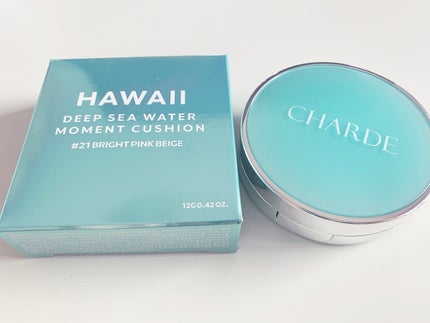 HAWAII
DEEP SEA WATER
MOMENT CUSHION
#21 BRIGHT PINK BEIGE
12G 0.42 OZ.
CHARDE